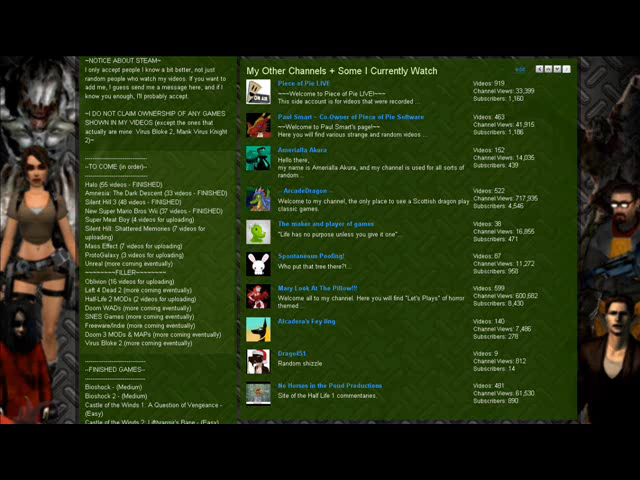 ~NOTICE ABOUT STEAM~
I only accept people I know a bit better, not just
random people who watch my videos. If you want
to add me, I guess send me a message here, and if I
know you enough, I'll probably accept.
~I DO NOT CLAIM OWNERSHIP OF ANY GAMES
SHOWN IN MY VIDEOS (except the ones that
actually are mine: Virus Bloke 2, Mank Virus Knight
2)~
------------------------------
~TO COME (in order)~
------------------------------
Halo (55 videos - FINISHED)
Amnesia: The Dark Descent (33 videos - FINISHED)
Silent Hill 3 (48 videos - FINISHED)
New Super Mario Bros Wii (37 videos - FINISHED)
Super Meat Boy (4 videos for uploading)
Silent Hill: Shattered Memories (7 videos for
uploading)
Mass Effect (7 videos for uploading)
ProtoGalaxy (3 videos for uploading)
Unreal (more coming eventually)
~~~~~~~~FILLER~~~~~~~~
Oblivion (16 videos for uploading)
Left 4 Dead 2 (more coming eventually)
Half-Life 2 MODs (2 videos for uploading)
Doom WADs (more coming eventually)
SNES Games (more coming eventually)
Freeware/Indie (more coming eventually)
Doom 3 MODs & MAPs (more coming eventually)
Virus Bloke 2 (more coming eventually)
------------------------------
~FINISHED GAMES~
------------------------------
Bioshock - (Medium)
Bioshock 2 - (Medium)
Castle of the Winds 1: A Question of Vengeance -
(Easy)
Castle of the Winds 2: Lifthransir's Bane - (Easy)
My Other Channels + Some I Currently Watch
edit
Piece of Pie LIVE
~~~Welcome to Piece of Pie LIVE!~~~
This side account is for videos that were recorded ...
Videos: 919
Channel Views: 33,399
Subscribers: 1,160
Paul Smart ~ Co-Owner of Piece of Pie Software
~~Welcome to Paul Smart's page!~~
Here you will find various strange and random videos ...
Videos: 463
Channel Views: 41,915
Subscribers: 1,186
Amerialla Akura
Hello there,
my name is Amerialla Akura, and my channel is used for all sorts of
random ...
Videos: 152
Channel Views: 14,035
Subscribers: 439
ArcadeDragon
Welcome to my channel, the only place to see a Scottish dragon play
classic games.
Videos: 522
Channel Views: 717,935
Subscribers: 4,546
The maker and player of games
"Life has no purpose unless you give it one"...
Videos: 38
Channel Views: 16,855
Subscribers: 471
Spontaneous Poofing!
Who put that tree there?!...
Videos: 87
Channel Views: 11,272
Subscribers: 958
Mary Look At The Pillow!!!
Welcome all to my channel. Here you will find "Let's Plays" of horror
themed ...
Videos: 599
Channel Views: 600,682
Subscribers: 8,430
Videos: 140
Channel Views: 7,486
Subscribers: 278
Drago451
Random shizzle
Videos: 9
Channel Views: 812
Subscribers: 14
No Horses in the Pond Productions
Site of the Half Life 1 commentaries.
Videos: 481
Channel Views: 61,530
Subscribers: 890